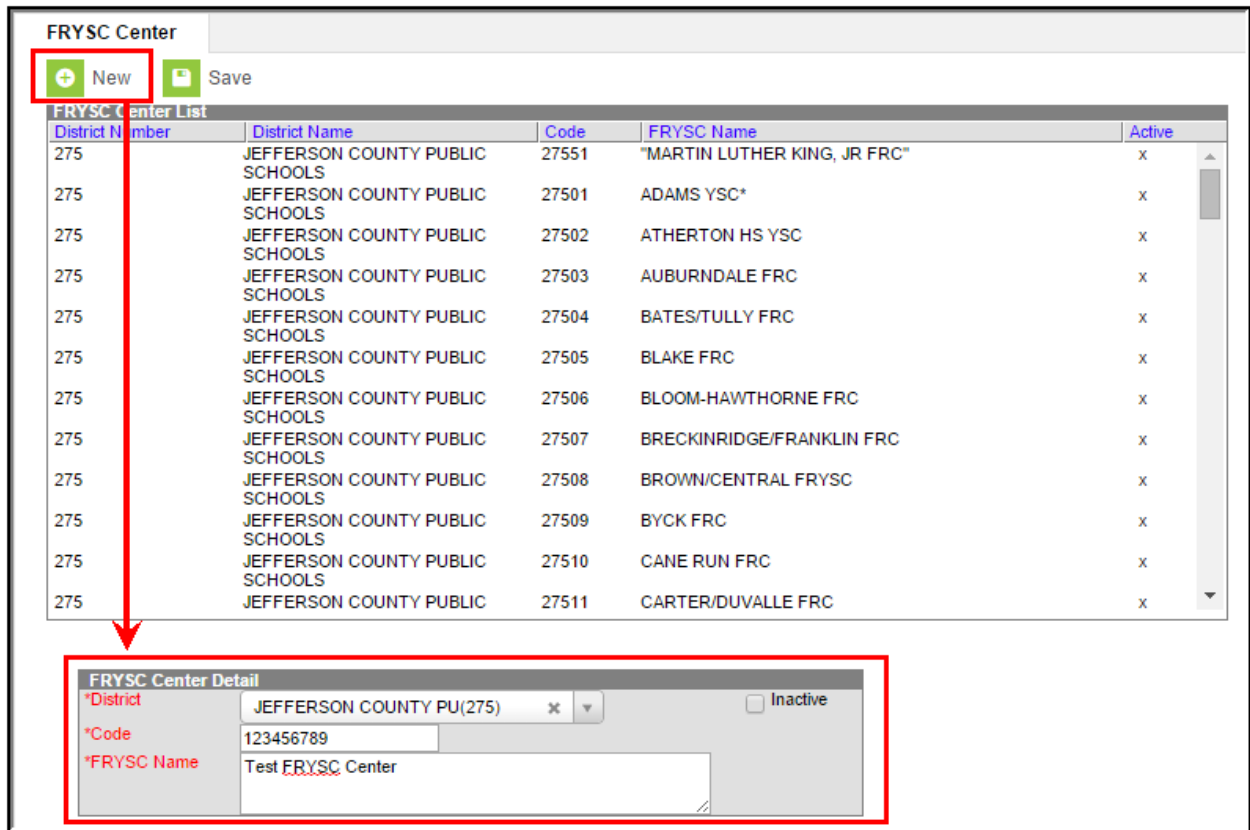 FRYSC Center
New Save
FRYSC Center List
District Number District Name Code FRYSC Name Active
275 JEFFERSON COUNTY PUBLIC 27551 "MARTIN LUTHER KING, JR FRC" x
SCHOOLS
275 JEFFERSON COUNTY PUBLIC 27501 ADAMS YSC* x
SCHOOLS
275 JEFFERSON COUNTY PUBLIC 27502 ATHERTON HS YSC x
SCHOOLS
275 JEFFERSON COUNTY PUBLIC 27503 AUBURNDALE FRC x
SCHOOLS
275 JEFFERSON COUNTY PUBLIC 27504 BATES/TULLY FRC x
SCHOOLS
275 JEFFERSON COUNTY PUBLIC 27505 BLAKE FRC x
SCHOOLS
275 JEFFERSON COUNTY PUBLIC 27506 BLOOM-HAWTHORNE FRC x
SCHOOLS
275 JEFFERSON COUNTY PUBLIC 27507 BRECKINRIDGE/FRANKLIN FRC x
SCHOOLS
275 JEFFERSON COUNTY PUBLIC 27508 BROWN/CENTRAL FRYSC x
SCHOOLS
275 JEFFERSON COUNTY PUBLIC 27509 BYCK FRC x
SCHOOLS
275 JEFFERSON COUNTY PUBLIC 27510 CANE RUN FRC x
SCHOOLS
275 JEFFERSON COUNTY PUBLIC 27511 CARTER/DUVALLE FRC x
FRYSC Center Detail
*District JEFFERSON COUNTY PU(275) Inactive
*Code 123456789
*FRYSC Name Test FRYSC Center